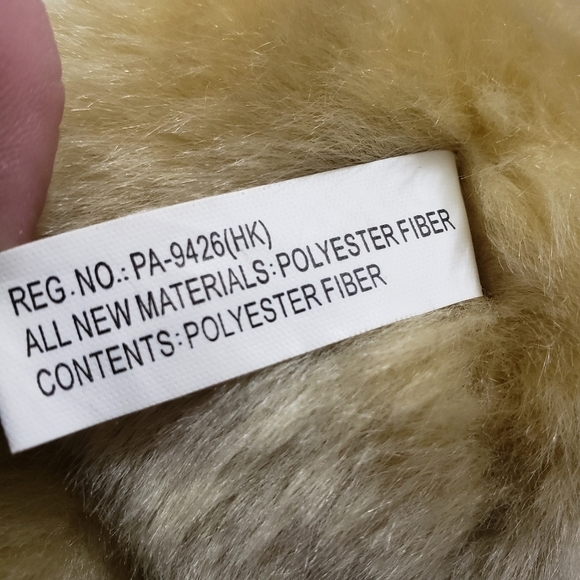 REG.NO.: PA-9426(HK)
ALL NEW MATERIALS:POLYESTER FIBER
CONTENTS:POLYESTER FIBER